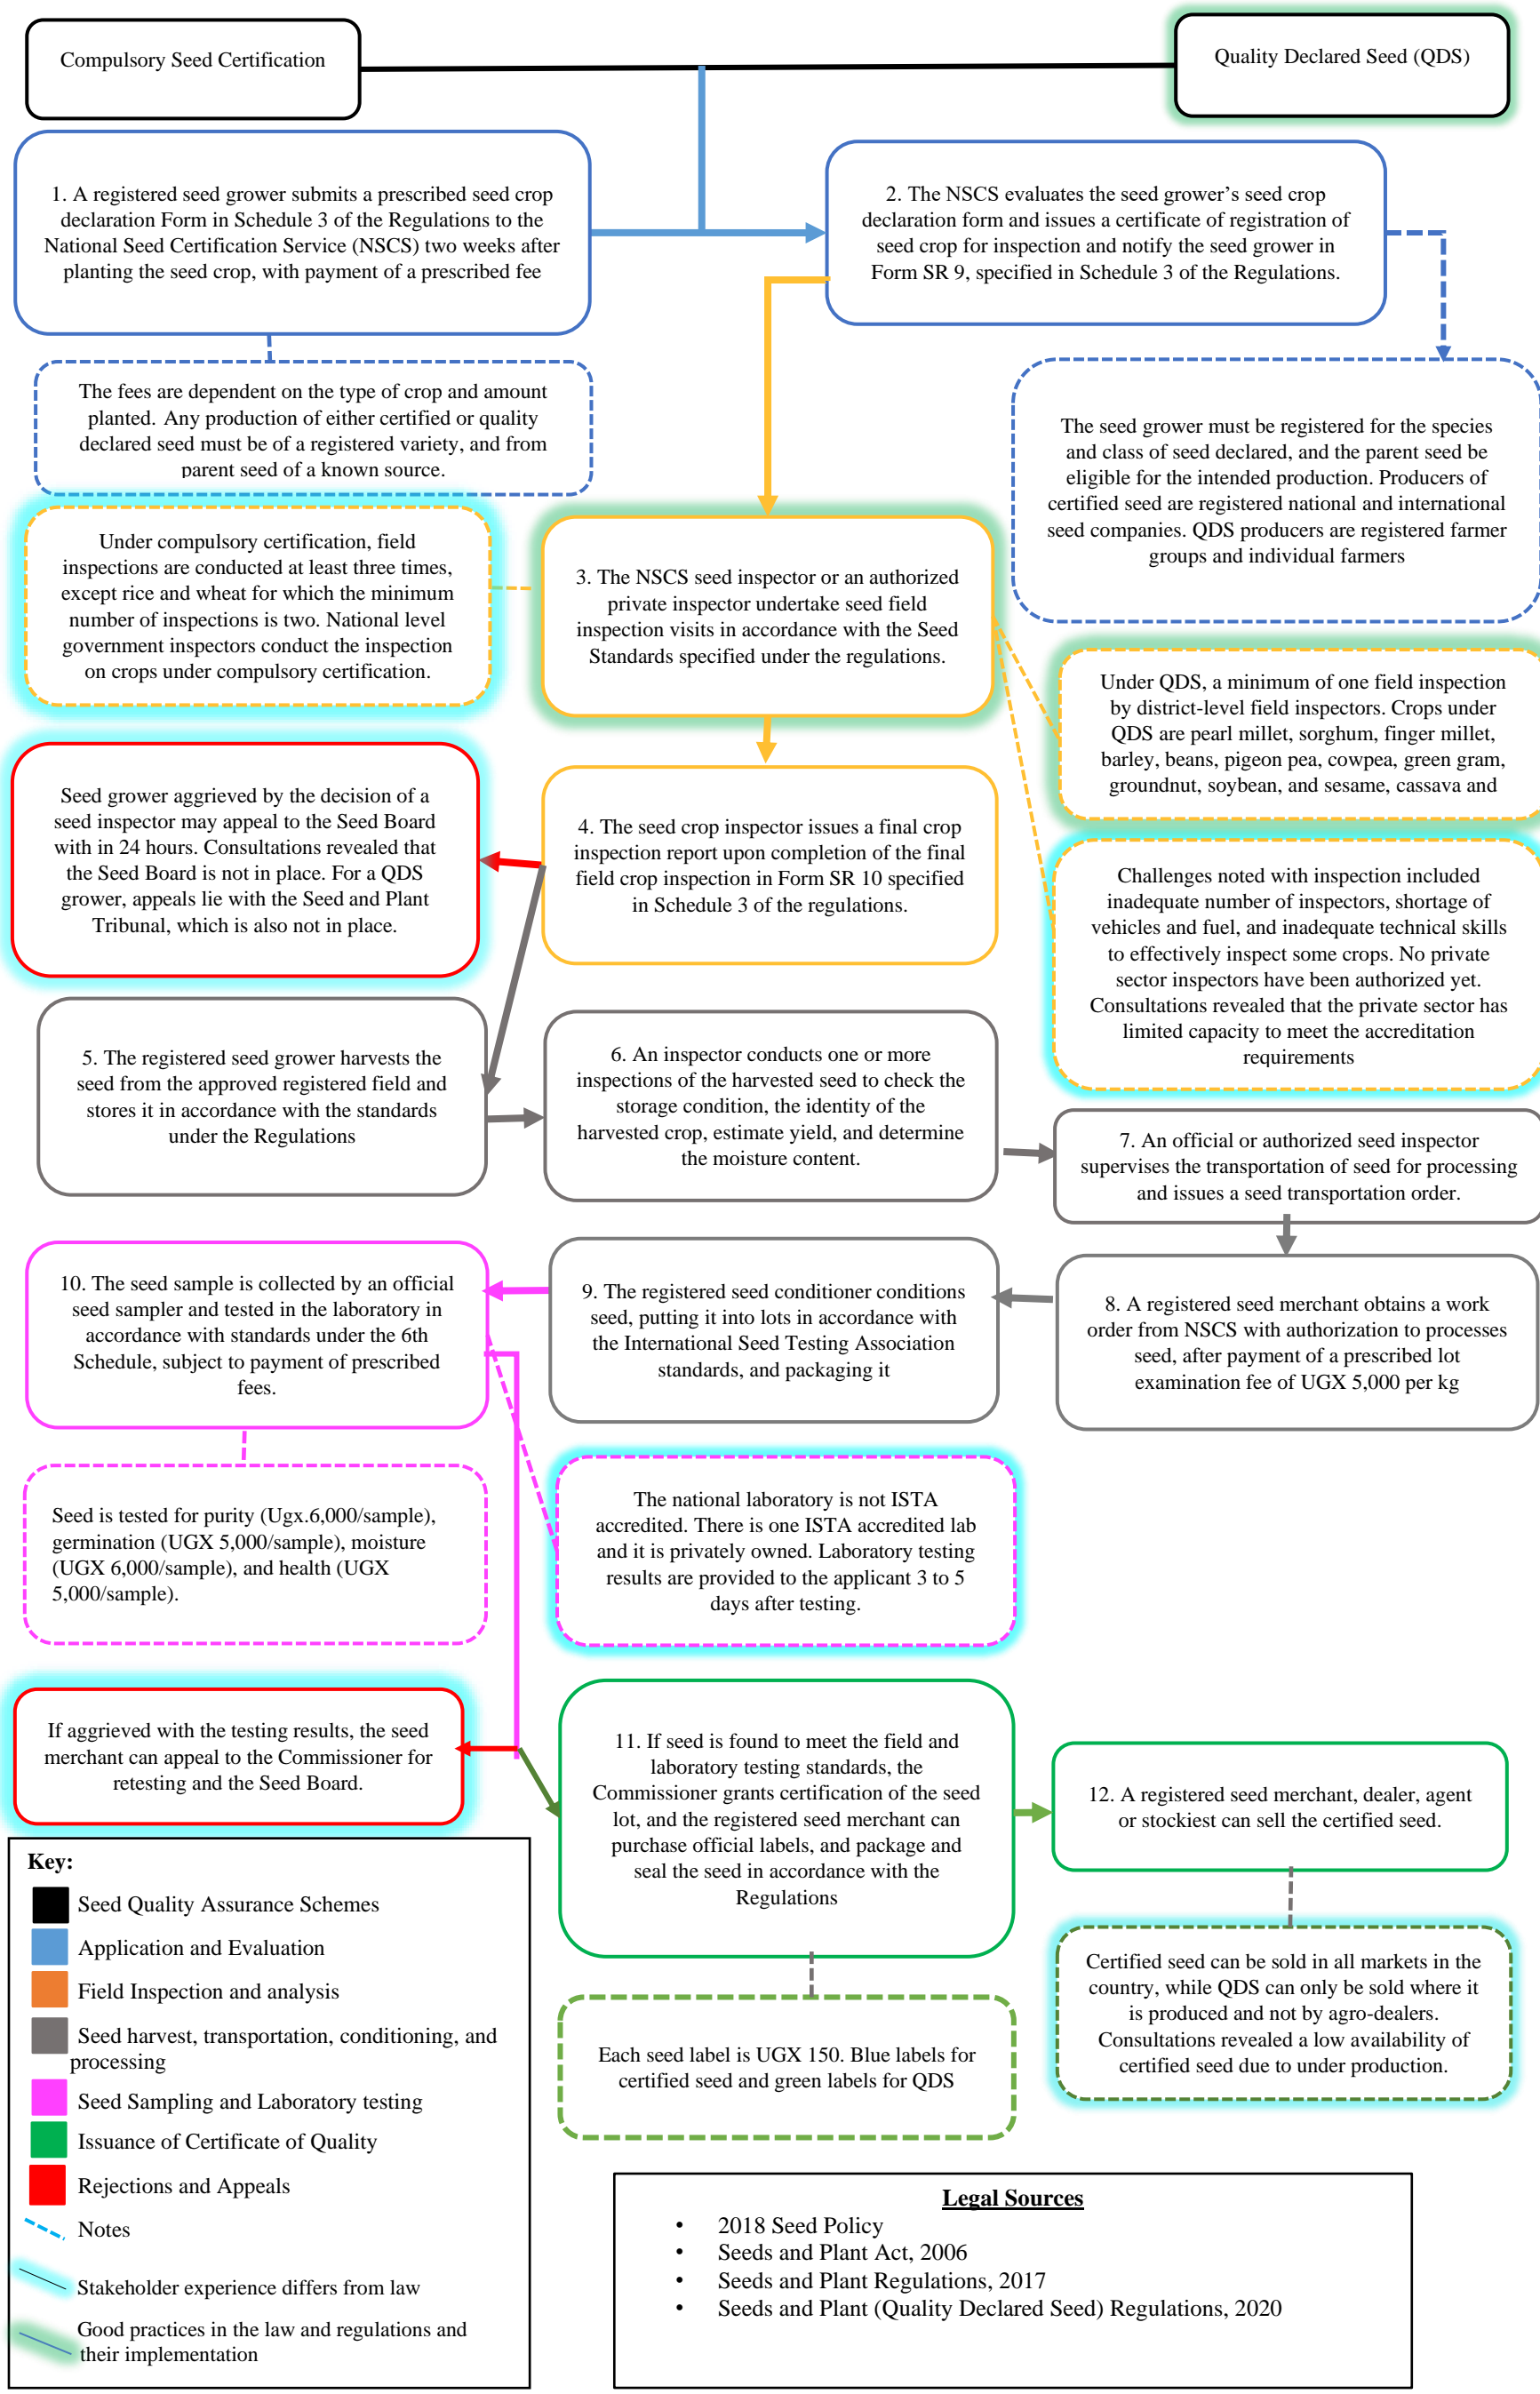 Compulsory Seed Certification
Quality Declared Seed (QDS)
1. A registered seed grower submits a prescribed seed crop
declaration Form in Schedule 3 of the Regulations to the
National Seed Certification Service (NSCS) two weeks after
planting the seed crop, with payment of a prescribed fee
2. The NSCS evaluates the seed grower’s seed crop
declaration form and issues a certificate of registration of
seed crop for inspection and notify the seed grower in
Form SR 9, specified in Schedule 3 of the Regulations.
The fees are dependent on the type of crop and amount
planted. Any production of either certified or quality
declared seed must be of a registered variety, and from
parent seed of a known source.
The seed grower must be registered for the species
and class of seed declared, and the parent seed be
eligible for the intended production. Producers of
certified seed are registered national and international
seed companies. QDS producers are registered farmer
groups and individual farmers
Under compulsory certification, field
inspections are conducted at least three times,
except rice and wheat for which the minimum
number of inspections is two. National level
government inspectors conduct the inspection
on crops under compulsory certification.
3. The NSCS seed inspector or an authorized
private inspector undertake seed field
inspection visits in accordance with the Seed
Standards specified under the regulations.
Under QDS, a minimum of one field inspection
by district-level field inspectors. Crops under
QDS are pearl millet, sorghum, finger millet,
barley, beans, pigeon pea, cowpea, green gram,
groundnut, soybean, and sesame, cassava and
Seed grower aggrieved by the decision of a
seed inspector may appeal to the Seed Board
with in 24 hours. Consultations revealed that
the Seed Board is not in place. For a QDS
grower, appeals lie with the Seed and Plant
Tribunal, which is also not in place.
4. The seed crop inspector issues a final crop
inspection report upon completion of the final
field crop inspection in Form SR 10 specified
in Schedule 3 of the regulations.
Challenges noted with inspection included
inadequate number of inspectors, shortage of
vehicles and fuel, and inadequate technical skills
to effectively inspect some crops. No private
sector inspectors have been authorized yet.
Consultations revealed that the private sector has
limited capacity to meet the accreditation
requirements
5. The registered seed grower harvests the
seed from the approved registered field and
stores it in accordance with the standards
under the Regulations
6. An inspector conducts one or more
inspections of the harvested seed to check the
storage condition, the identity of the
harvested crop, estimate yield, and determine
the moisture content.
7. An official or authorized seed inspector
supervises the transportation of seed for processing
and issues a seed transportation order.
10. The seed sample is collected by an official
seed sampler and tested in the laboratory in
accordance with standards under the 6th
Schedule, subject to payment of prescribed
fees.
9. The registered seed conditioner conditions
seed, putting it into lots in accordance with
the International Seed Testing Association
standards, and packaging it
8. A registered seed merchant obtains a work
order from NSCS with authorization to processes
seed, after payment of a prescribed lot
examination fee of UGX 5,000 per kg
Seed is tested for purity (Ugx.6,000/sample),
germination (UGX 5,000/sample), moisture
(UGX 6,000/sample), and health (UGX
5,000/sample).
The national laboratory is not ISTA
accredited. There is one ISTA accredited lab
and it is privately owned. Laboratory testing
results are provided to the applicant 3 to 5
days after testing.
If aggrieved with the testing results, the seed
merchant can appeal to the Commissioner for
retesting and the Seed Board.
11. If seed is found to meet the field and
laboratory testing standards, the
Commissioner grants certification of the seed
lot, and the registered seed merchant can
purchase official labels, and package and
seal the seed in accordance with the
Regulations
12. A registered seed merchant, dealer, agent
or stockiest can sell the certified seed.
Each seed label is UGX 150. Blue labels for
certified seed and green labels for QDS
Certified seed can be sold in all markets in the
country, while QDS can only be sold where it
is produced and not by agro-dealers.
Consultations revealed a low availability of
certified seed due to under production.
Key:
Seed Quality Assurance Schemes
Application and Evaluation
Field Inspection and analysis
Seed harvest, transportation, conditioning, and
processing
Seed Sampling and Laboratory testing
Issuance of Certificate of Quality
Rejections and Appeals
Notes
Stakeholder experience differs from law
Good practices in the law and regulations and
their implementation
Legal Sources
• 2018 Seed Policy
• Seeds and Plant Act, 2006
• Seeds and Plant Regulations, 2017
• Seeds and Plant (Quality Declared Seed) Regulations, 2020